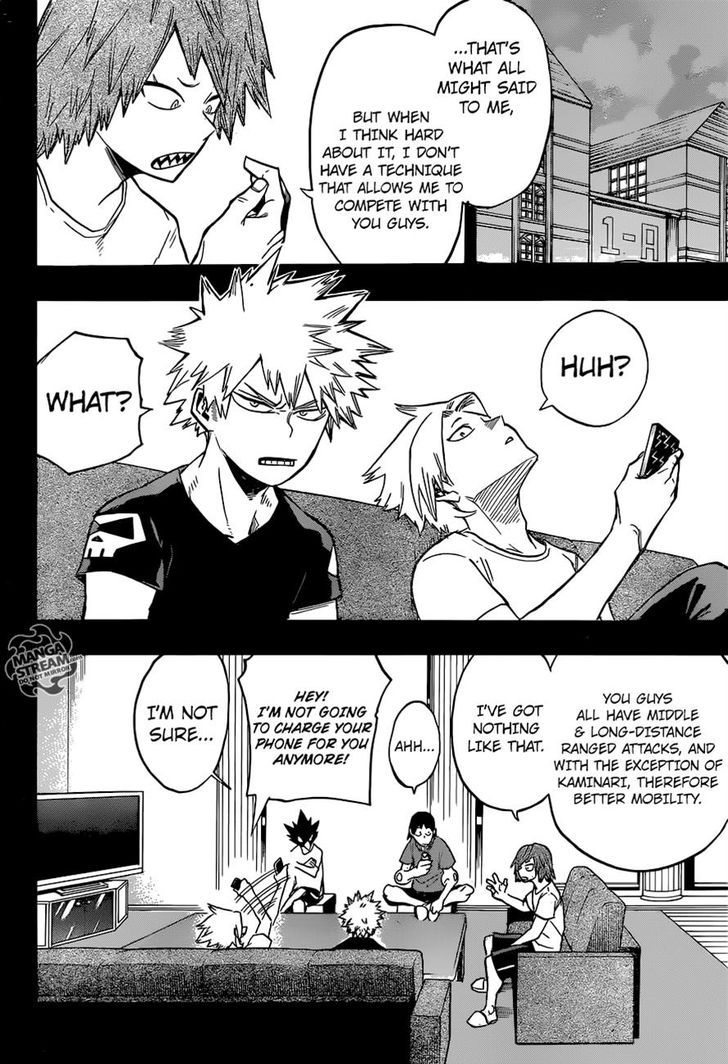 ...THAT'S
WHAT ALL
MIGHT SAID
TO ME,
BUT WHEN
I THINK HARD
ABOUT IT, I DON'T
HAVE A TECHNIQUE
THAT ALLOWS ME TO
COMPETE WITH
YOU GUYS.
1-A
WHAT?
HUH?
YOU GUYS
ALL HAVE MIDDLE
& LONG-DISTANCE
RANGED ATTACKS, AND
WITH THE EXCEPTION OF
KAMINARI, THEREFORE
BETTER MOBILITY.
I'VE GOT
NOTHING
LIKE THAT.
AHH...
HEY!
I'M NOT GOING
TO CHARGE YOUR
PHONE FOR YOU
ANYMORE!
I'M NOT
SURE...
MANGA
STREAM.com
DO NOT MIRROR